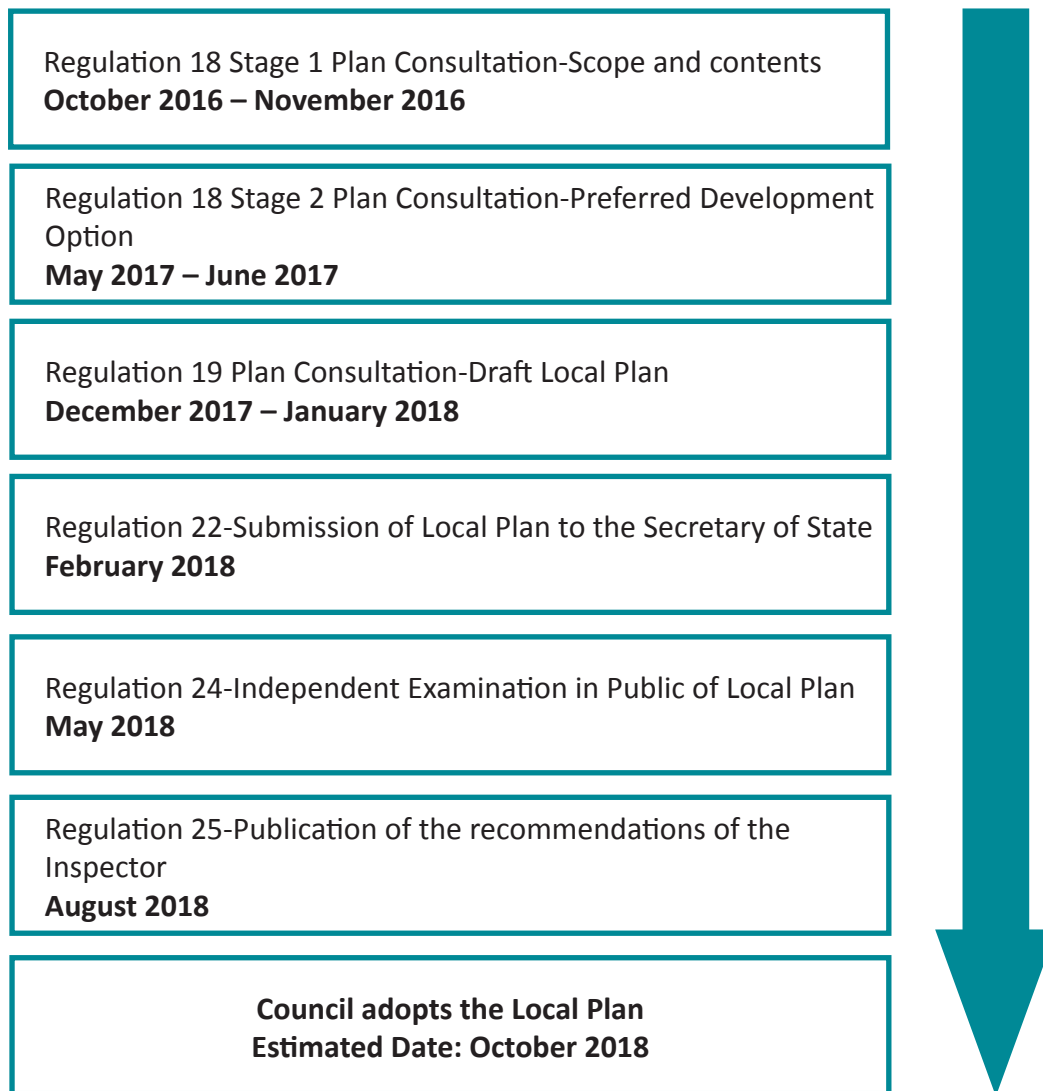 Regulation 18 Stage 1 Plan Consultation-Scope and contents
October 2016 – November 2016
Regulation 18 Stage 2 Plan Consultation-Preferred Development
Option
May 2017 – June 2017
Regulation 19 Plan Consultation-Draft Local Plan
December 2017 – January 2018
Regulation 22-Submission of Local Plan to the Secretary of State
February 2018
Regulation 24-Independent Examination in Public of Local Plan
May 2018
Regulation 25-Publication of the recommendations of the
Inspector
August 2018
Council adopts the Local Plan
Estimated Date: October 2018